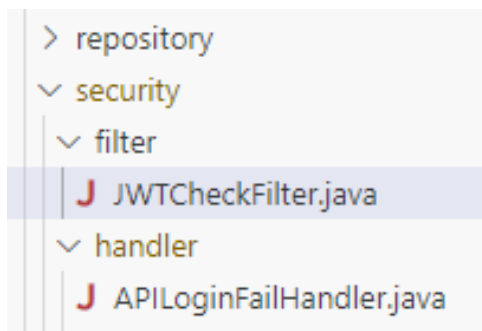 repository
security
filter
J JWTCheckFilter.java
handler
J APILoginFailHandler.java